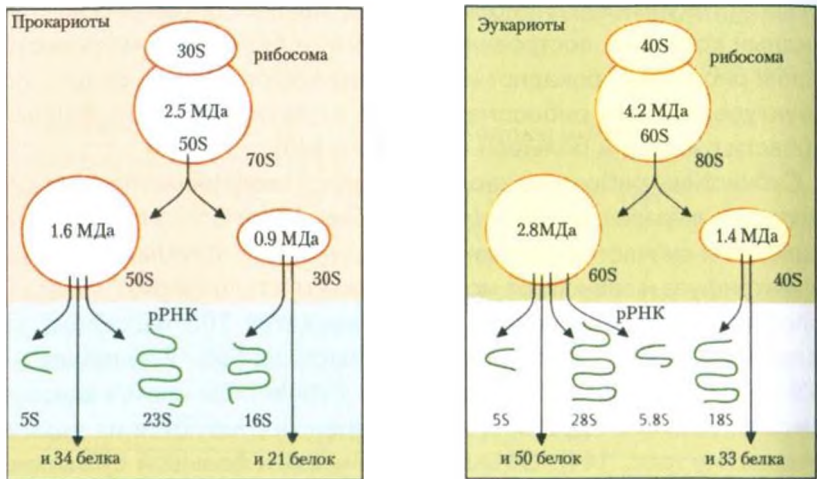 Прокариоты
30S
рибосома
2.5 МДа
50S
70S
1.6 МДа
0.9 МДа
50S
30S
рРНК
5S
23S
16S
и 34 белка
и 21 белок
Эукариоты
40S
рибосома
4.2 МДа
60S
80S
2.8МДа
1.4 МДа
60S
40S
рРНК
5S
28S
5.8S
18S
и 50 белок
и 33 белка